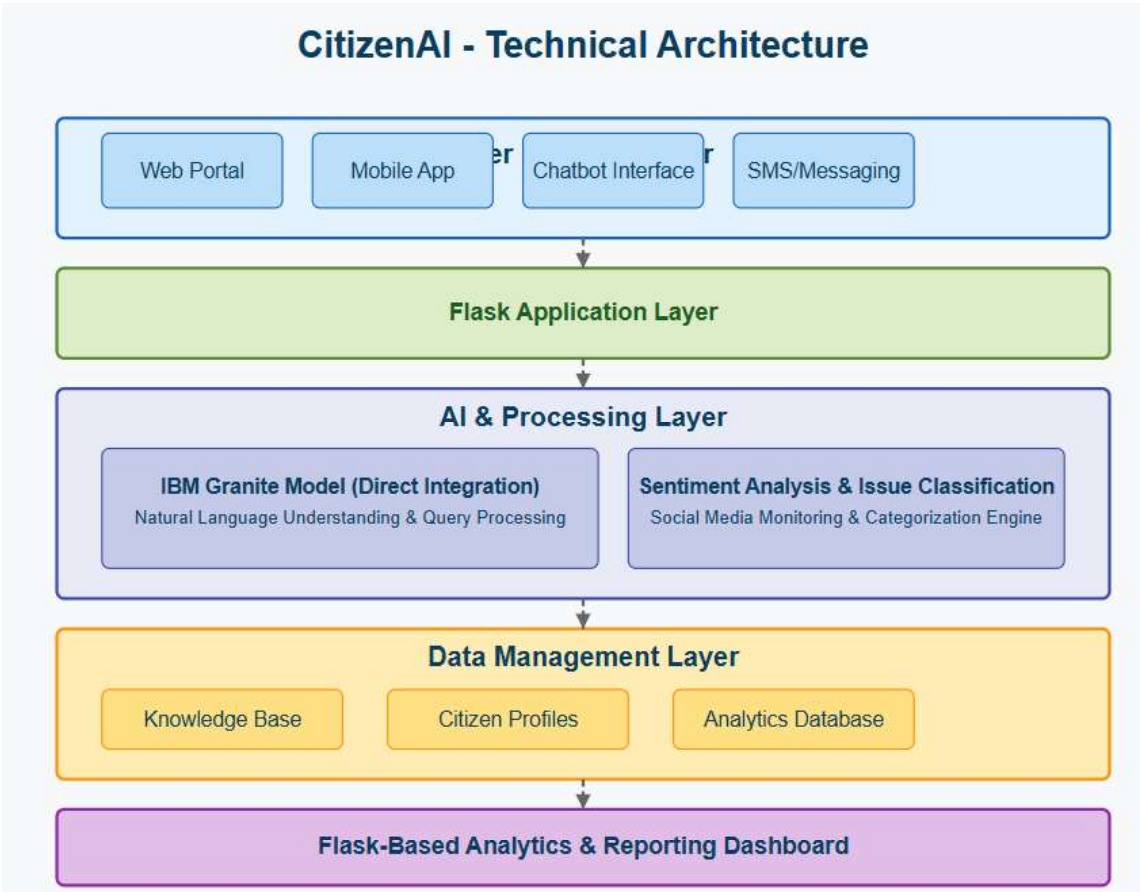 CitizenAI - Technical Architecture
Web Portal
Mobile App
Chatbot Interface
SMS/Messaging
Flask Application Layer
AI & Processing Layer
IBM Granite Model (Direct Integration)
Natural Language Understanding & Query Processing
Sentiment Analysis & Issue Classification
Social Media Monitoring & Categorization Engine
Data Management Layer
Knowledge Base
Citizen Profiles
Analytics Database
Flask-Based Analytics & Reporting Dashboard